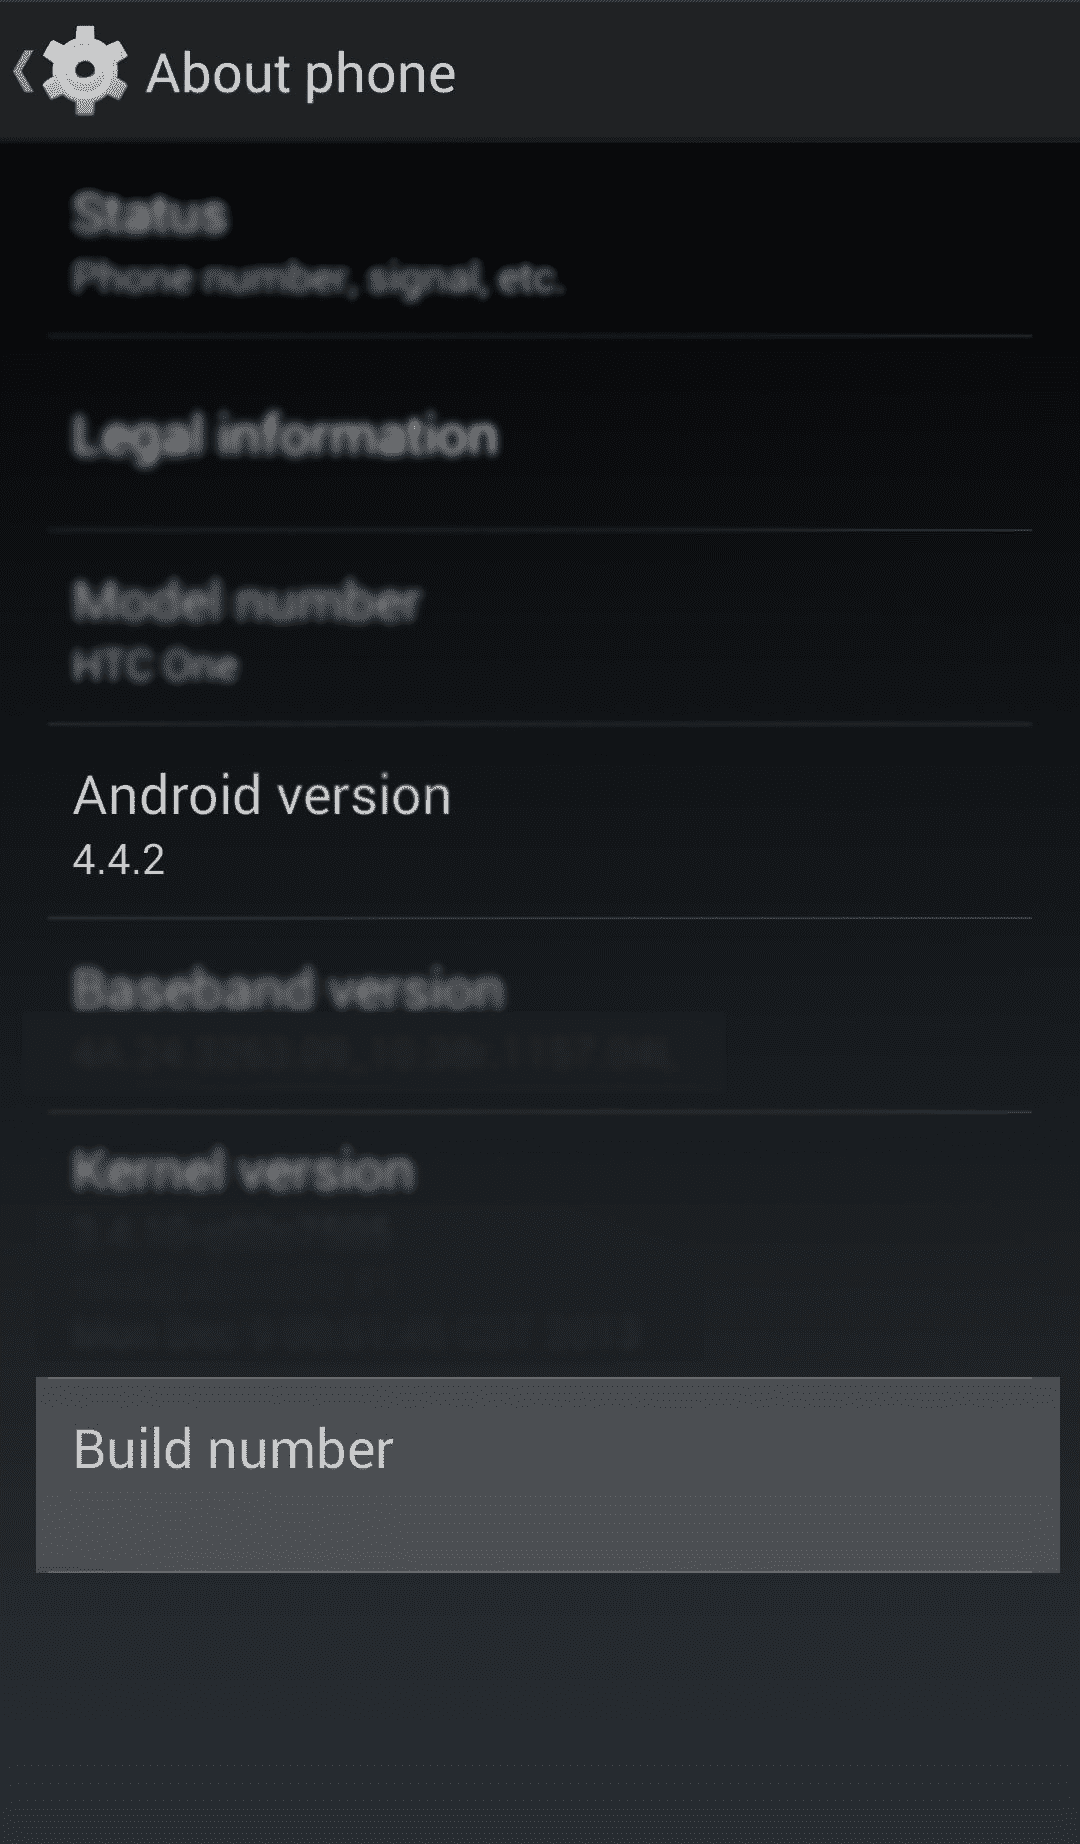 About phone
Status
Phone number, signal, etc.
Legal information
Model number
HTC One
Android version
4.4.2
Baseband version
Kernel version
Build number